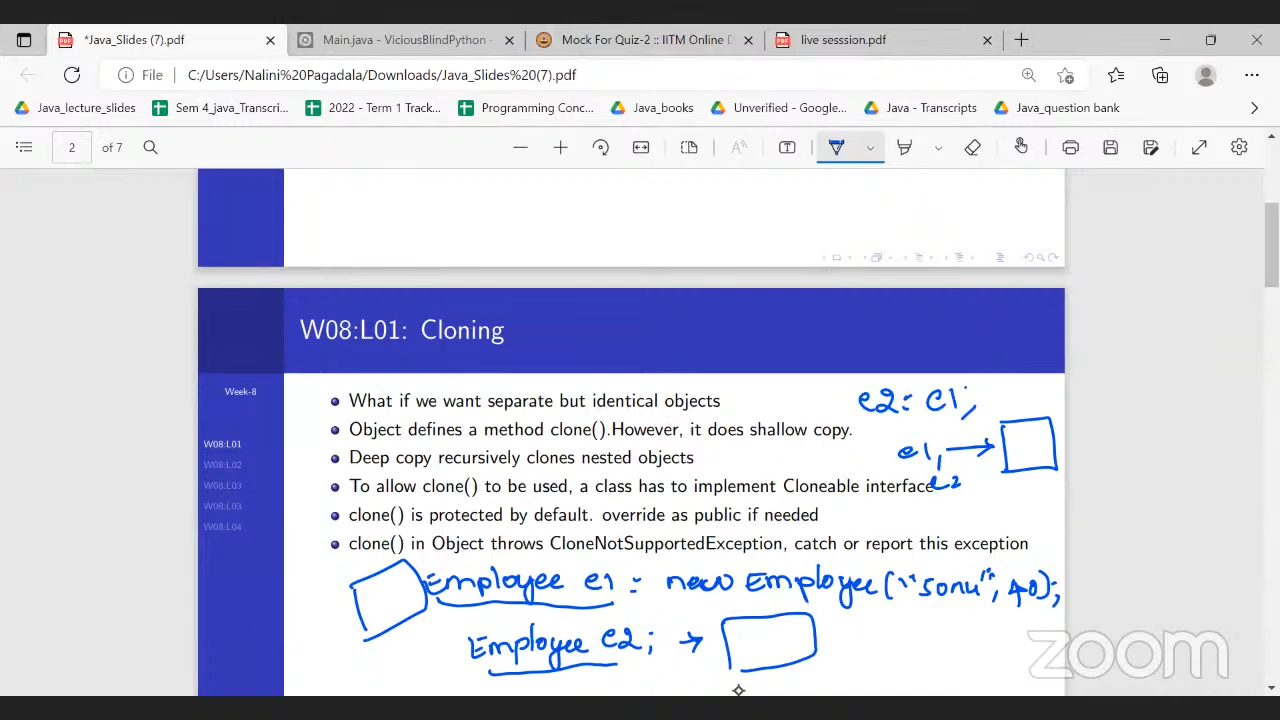 *Java_Slides (7).pdf
Main.java - ViciousBlindPython -
Mock For Quiz-2 :: IITM Online D
live sesssion.pdf
File
C:/Users/Nalini%20Pagadala/Downloads/Java_Slides%20(7).pdf
Java_lecture_slides
Sem 4_java_Transcri...
2022 - Term 1 Track...
Programming Conc...
Java_books
Unverified - Google...
Java - Transcripts
Java_question bank
2 of 7
W08:L01: Cloning
Week-8
W08:L01
W08:L02
W08:L03
W08:L03
W08:L04
What if we want separate but identical objects
Object defines a method clone().However, it does shallow copy.
Deep copy recursively clones nested objects
To allow clone() to be used, a class has to implement Cloneable interface
clone() is protected by default. override as public if needed
clone() in Object throws CloneNotSupportedException, catch or report this exception
e2 = e1;
e1,
e2
Employee e1 = new Employee("Sonu", 40);
Employee e2;
zoom